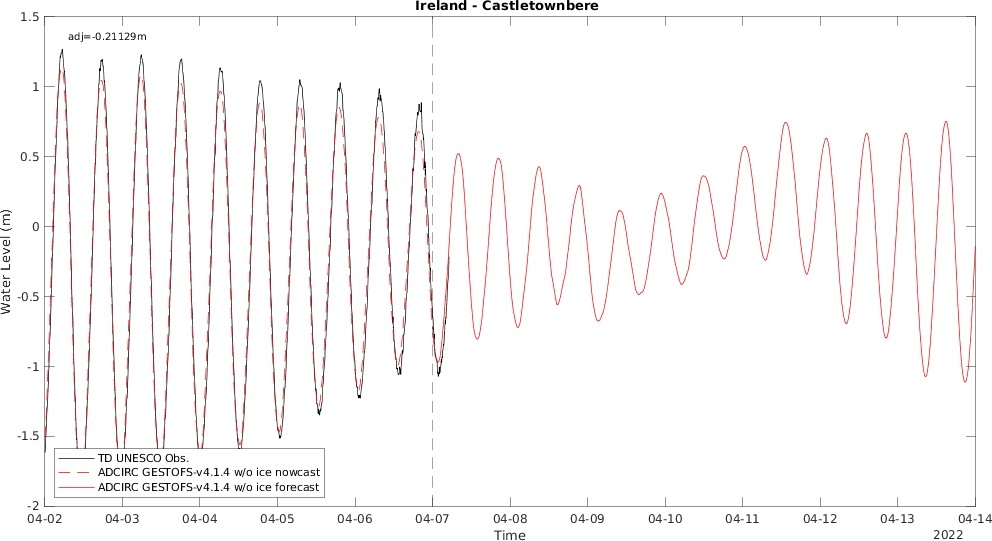 Ireland - Castletownbere
1.5
adj=-0.21129m
1
0.5
0
-0.5
-1
-1.5
-2
Water Level (m)
TD UNESCO Obs.
ADCIRC GESTOFS-v4.1.4 w/o ice nowcast
ADCIRC GESTOFS-v4.1.4 w/o ice forecast
04-02 04-03 04-04 04-05 04-06 04-07 04-08 04-09 04-10 04-11 04-12 04-13 04-14
Time
2022